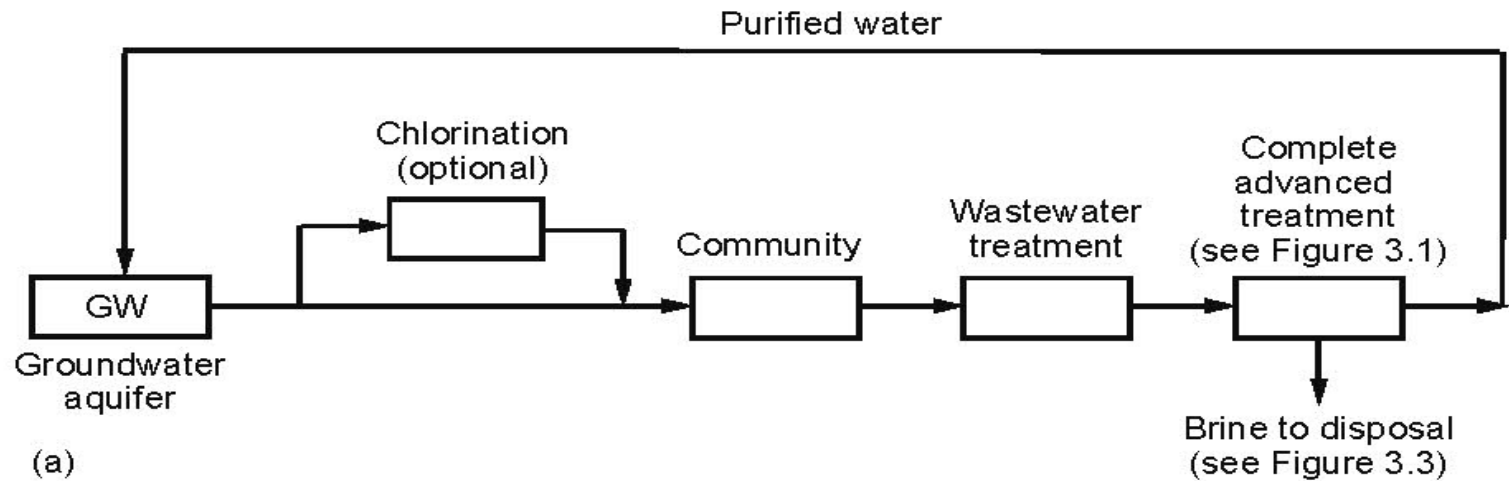 Purified water
Chlorination
(optional)
Complete
advanced
treatment
(see Figure 3.1)
Wastewater
treatment
Community
GW
Groundwater
aquifer
Brine to disposal
(see Figure 3.3)
(a)